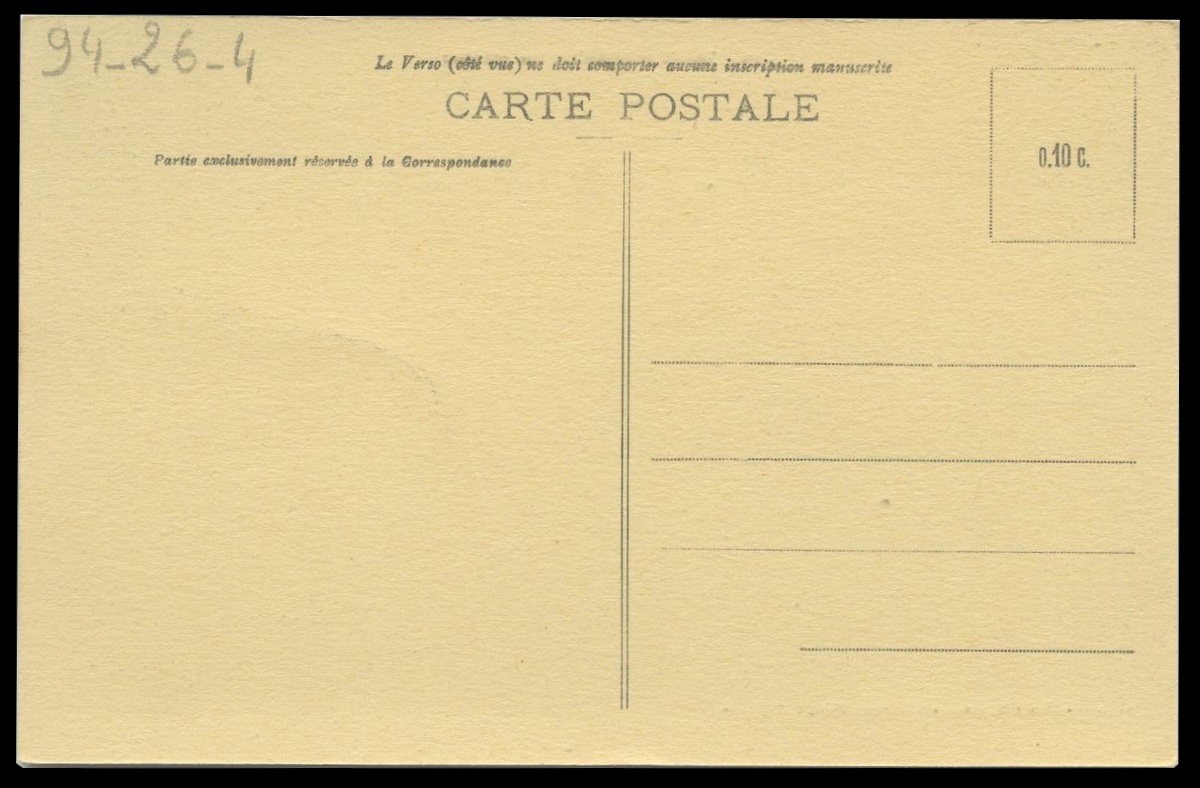 94-26-4
Le Verso (côté vue) ne doit comporter aucune inscription manuscrite
CARTE POSTALE
Partie exclusivement réservée à la Correspondance
0.10 C.